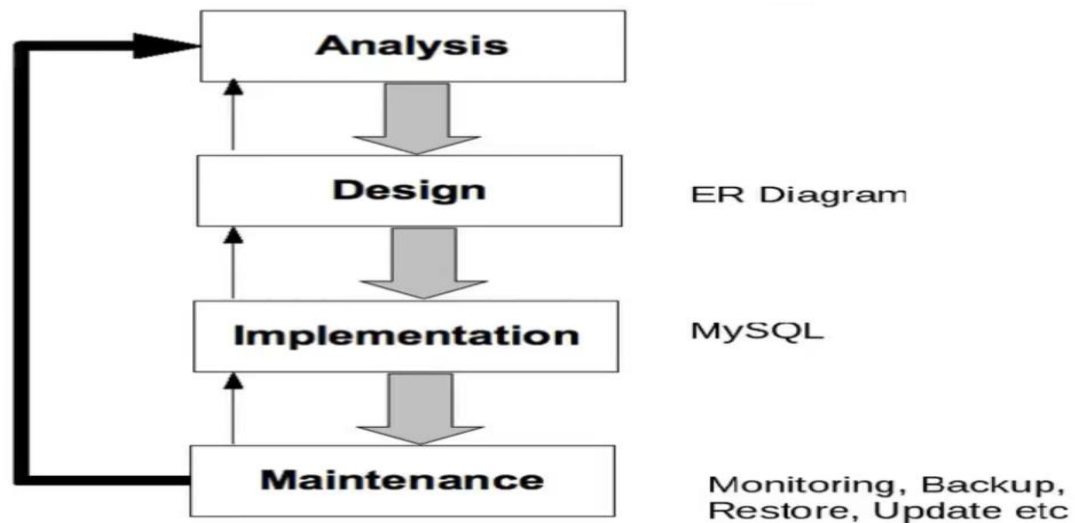 Analysis
Design
ER Diagram
Implementation
MySQL
Maintenance
Monitoring, Backup,
Restore, Update etc